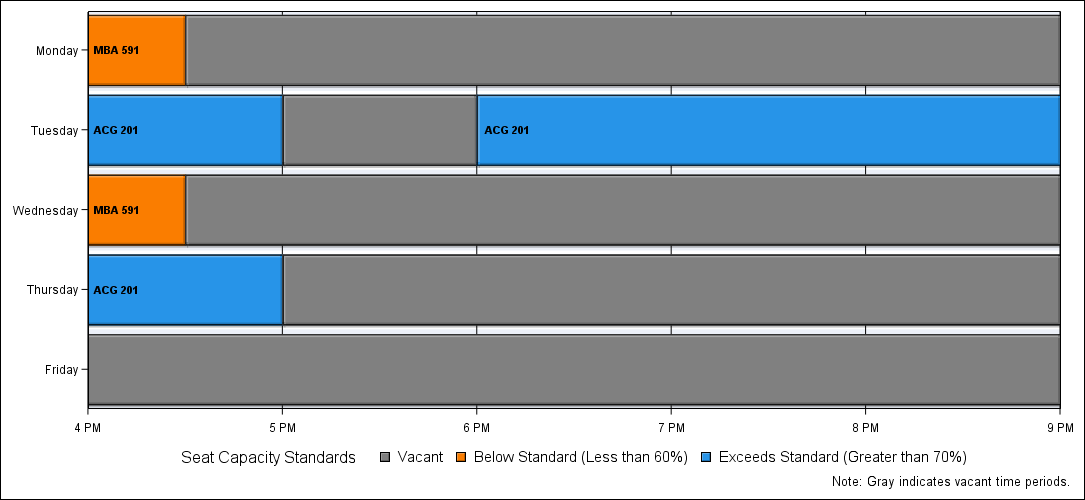 Monday
MBA 591
Tuesday
ACG 201
ACG 201
Wednesday
MBA 591
Thursday
ACG 201
Friday
4 PM 5 PM 6 PM 7 PM 8 PM 9 PM
Seat Capacity Standards Vacant Below Standard (Less than 60%) Exceeds Standard (Greater than 70%)
Note: Gray indicates vacant time periods.